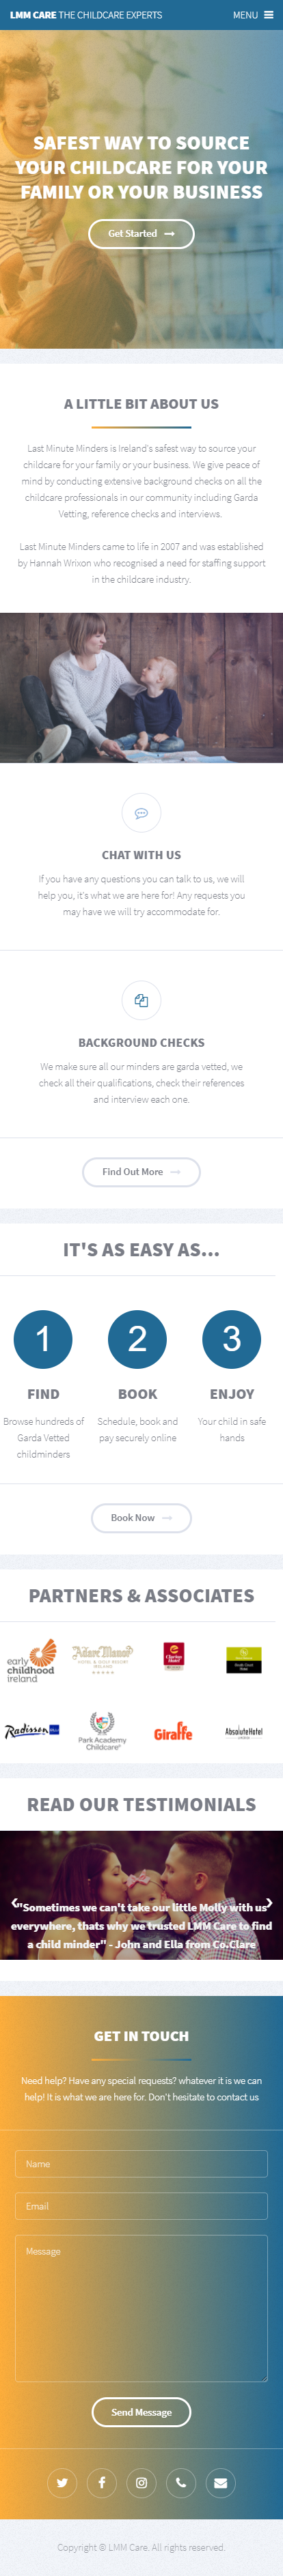 LMM CARE THE CHILDCARE EXPERTS MENU
SAFEST WAY TO SOURCE
YOUR CHILDCARE FOR YOUR
FAMILY OR YOUR BUSINESS
Get Started
A LITTLE BIT ABOUT US
Last Minute Minders is Ireland's safest way to source your
childcare for your family or your business. We give peace of
mind by conducting extensive background checks on all the
childcare professionals in our community including Garda
Vetting, reference checks and interviews.
Last Minute Minders came to life in 2007 and was established
by Hannah Wrixon who recognised a need for staffing support
in the childcare industry.
CHAT WITH US
If you have any questions you can talk to us, we will
help you, it's what we are here for! Any requests you
may have we will try accommodate for.
BACKGROUND CHECKS
We make sure all our minders are garda vetted, we
check all their qualifications, check their references
and interview each one.
Find Out More
IT'S AS EASY AS...
1 2 3
FIND BOOK ENJOY
Browse hundreds of Schedule, book and Your child in safe
Garda Vetted pay securely online hands
childminders
Book Now
PARTNERS & ASSOCIATES
early
childhood
ireland
Adare Manor
HOTEL & GOLF RESORT
Clarion
Hotel
Radisson
Blu
Park Academy
Childcare
Giraffe
Absolute Hotel
READ OUR TESTIMONIALS
"Sometimes we can't take our little Molly with us
everywhere, thats why we trusted LMM Care to find
a child minder" - John and Ella from Co.Clare
GET IN TOUCH
Need help? Have any special requests? whatever it is we can
help! It is what we are here for. Don't hesitate to contact us
Name
Email
Message
Send Message
Copyright © LMM Care. All rights reserved.